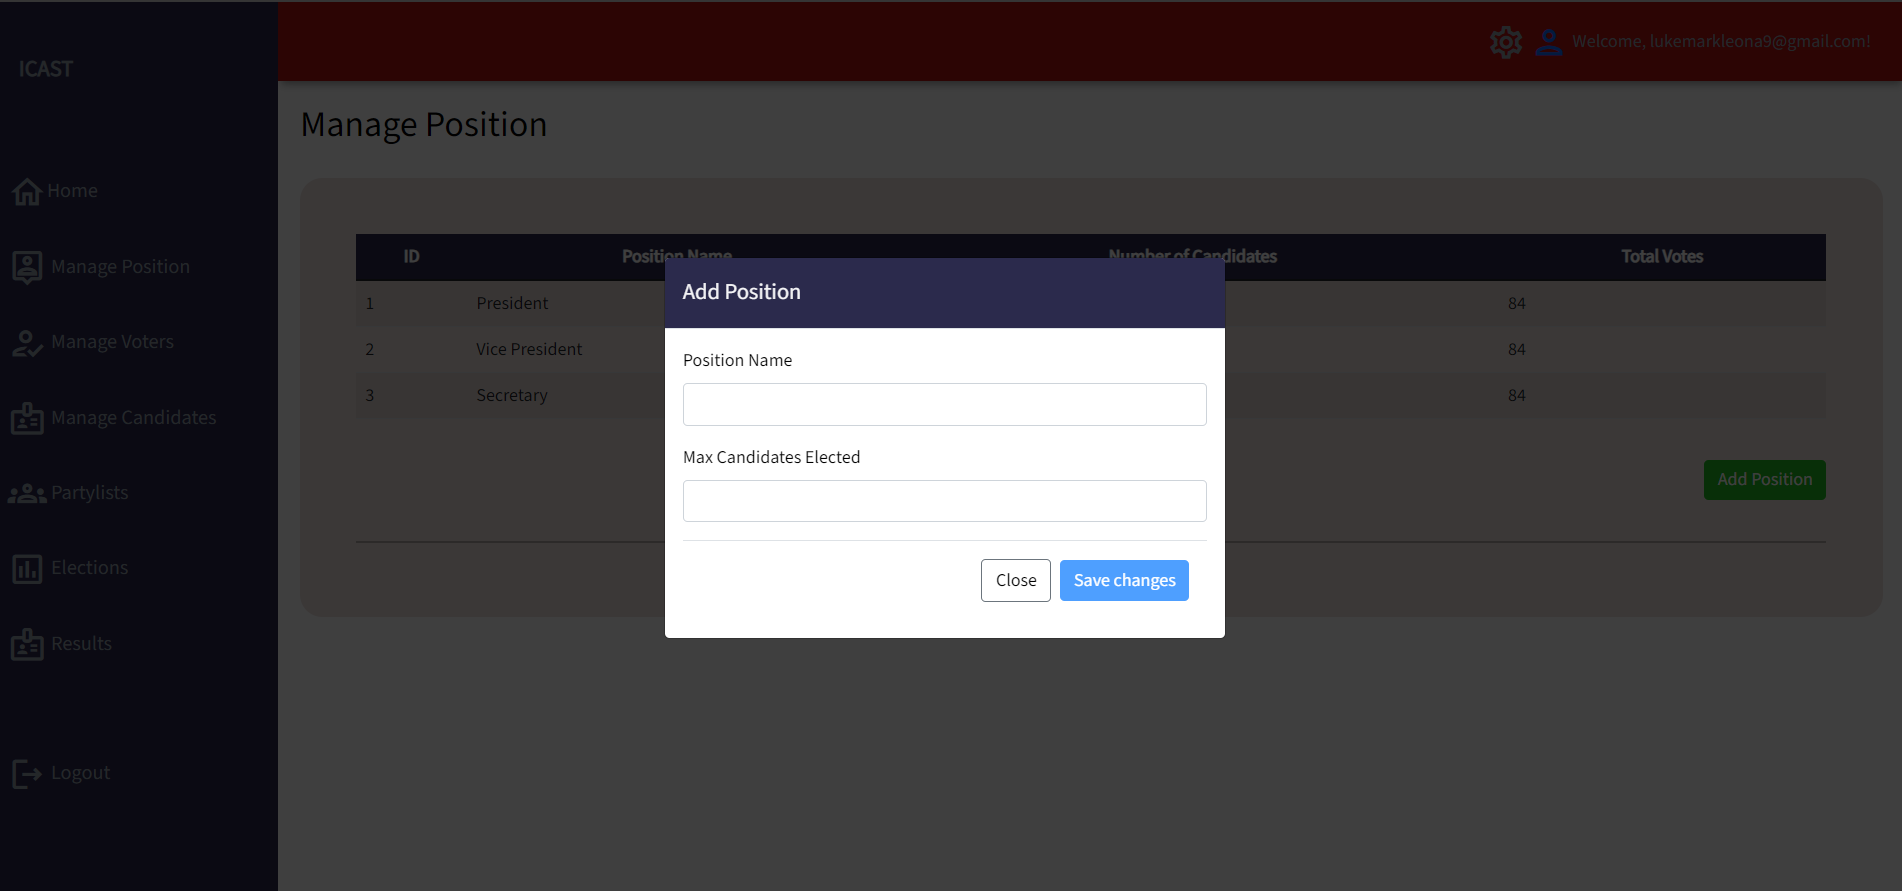 ICAST
Welcome, lukemarkleona9@gmail.com!
Manage Position
Home
Manage Position
Manage Voters
Manage Candidates
Partylists
Elections
Results
Logout
ID Position Name Number of Candidates Total Votes
1 President 84
2 Vice President 84
3 Secretary 84
Add Position
Add Position
Position Name
Max Candidates Elected
Close Save changes